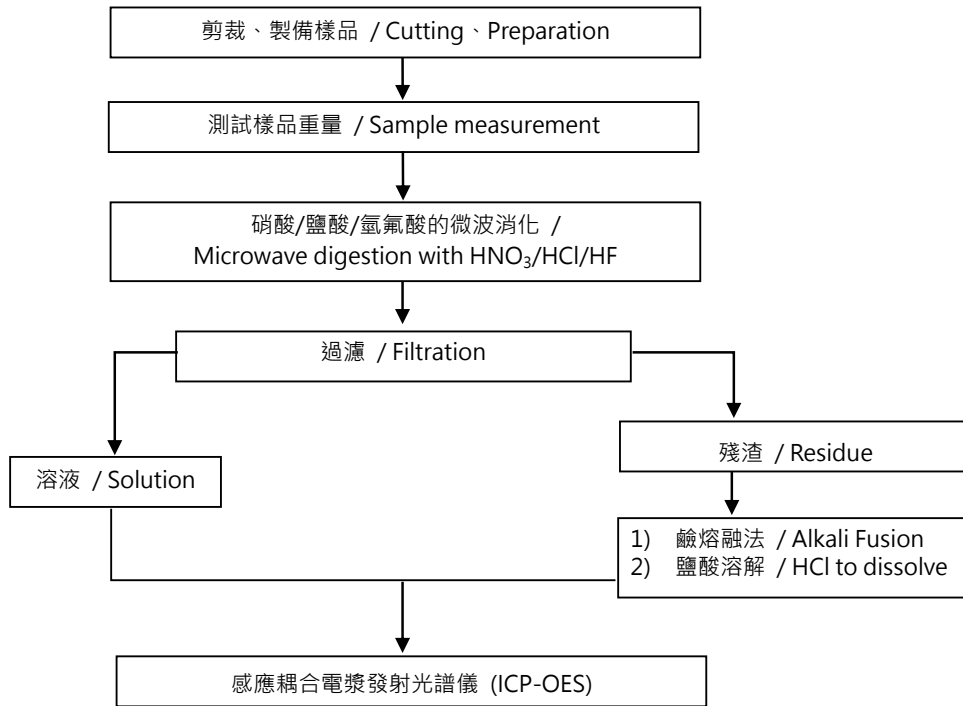 剪裁、製備樣品 / Cutting、Preparation
測試樣品重量 / Sample measurement
硝酸/鹽酸/氫氟酸的微波消化 /
Microwave digestion with HNO₃/HCl/HF
過濾 / Filtration
溶液 / Solution
殘渣 / Residue
1) 鹼熔融法 / Alkali Fusion
2) 鹽酸溶解 / HCl to dissolve
感應耦合電漿發射光譜儀 (ICP-OES)